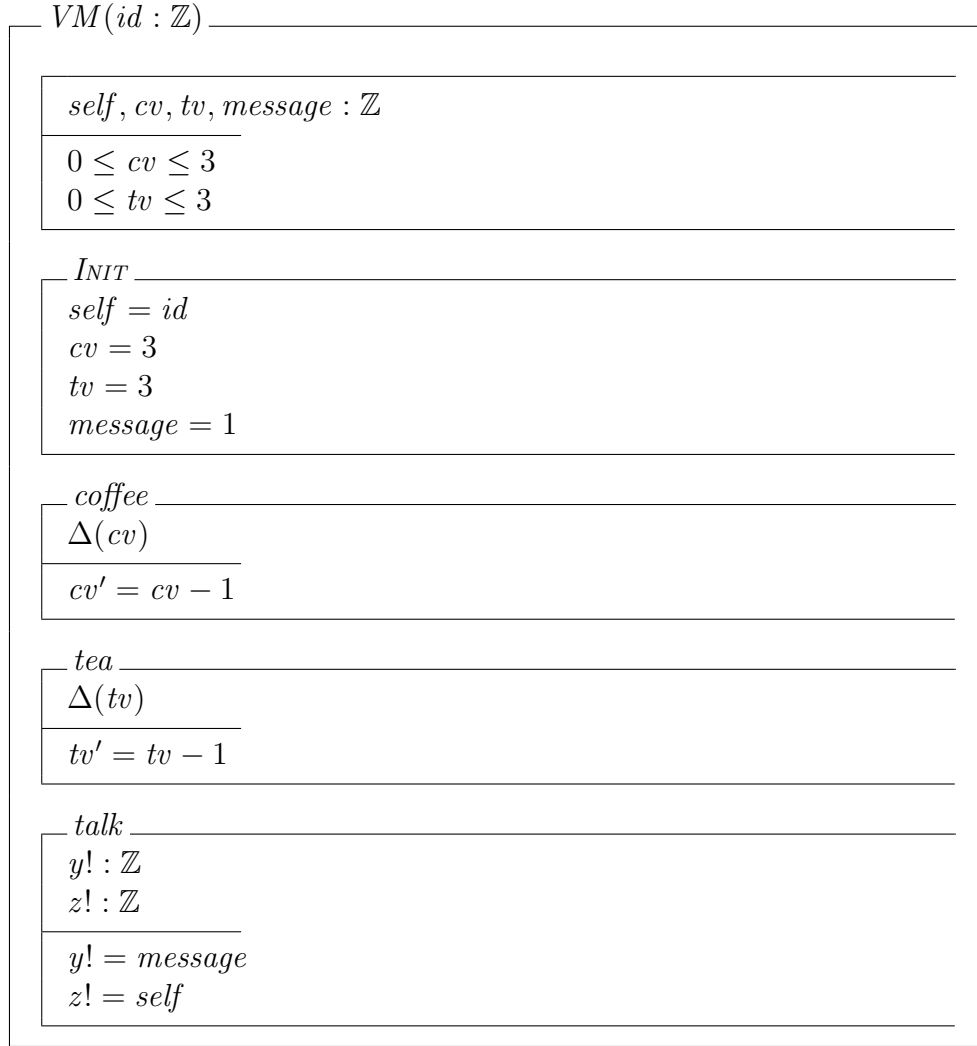 VM(id : ℤ)
self, cv, tv, message : ℤ
0 ≤ cv ≤ 3
0 ≤ tv ≤ 3
INIT
self = id
cv = 3
tv = 3
message = 1
coffee
Δ(cv)
cv′ = cv − 1
tea
Δ(tv)
tv′ = tv − 1
talk
y! : ℤ
z! : ℤ
y! = message
z! = self